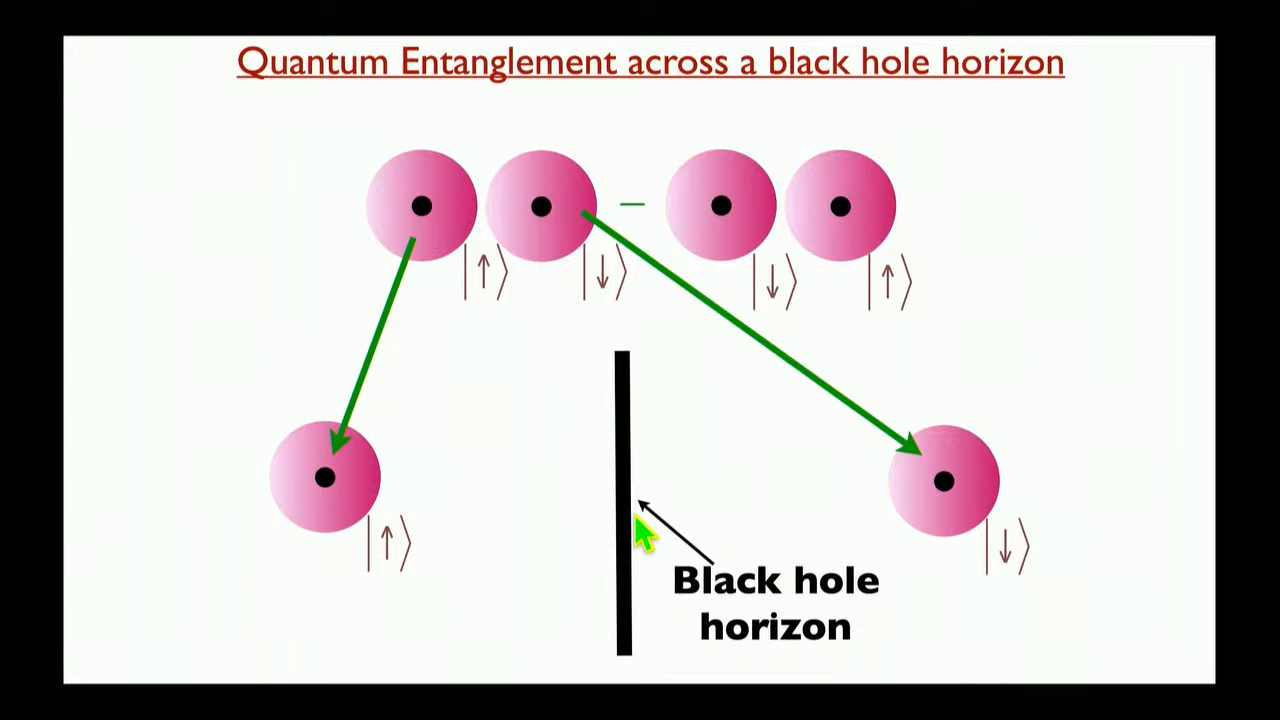 Quantum Entanglement across a black hole horizon
−
|↑⟩ |↓⟩ |↓⟩ |↑⟩
|↑⟩ |↓⟩
Black hole
horizon